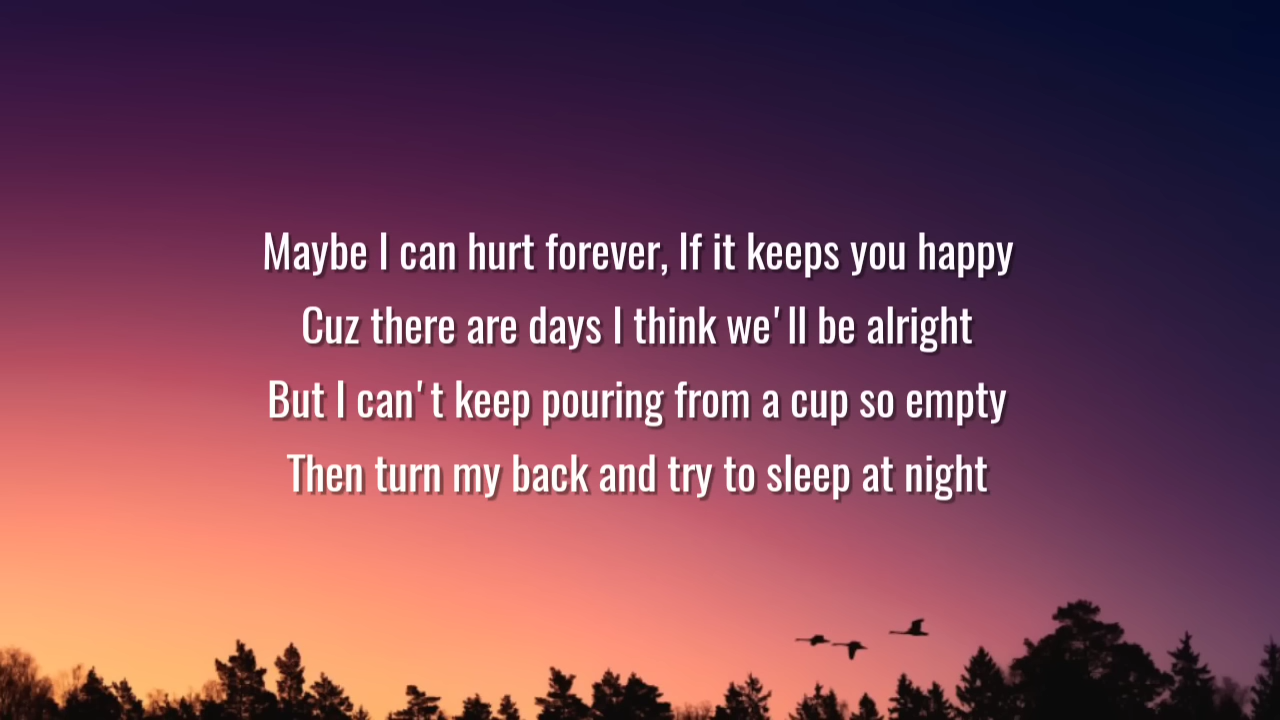 Maybe I can hurt forever, If it keeps you happy
Cuz there are days I think we'll be alright
But I can't keep pouring from a cup so empty
Then turn my back and try to sleep at night